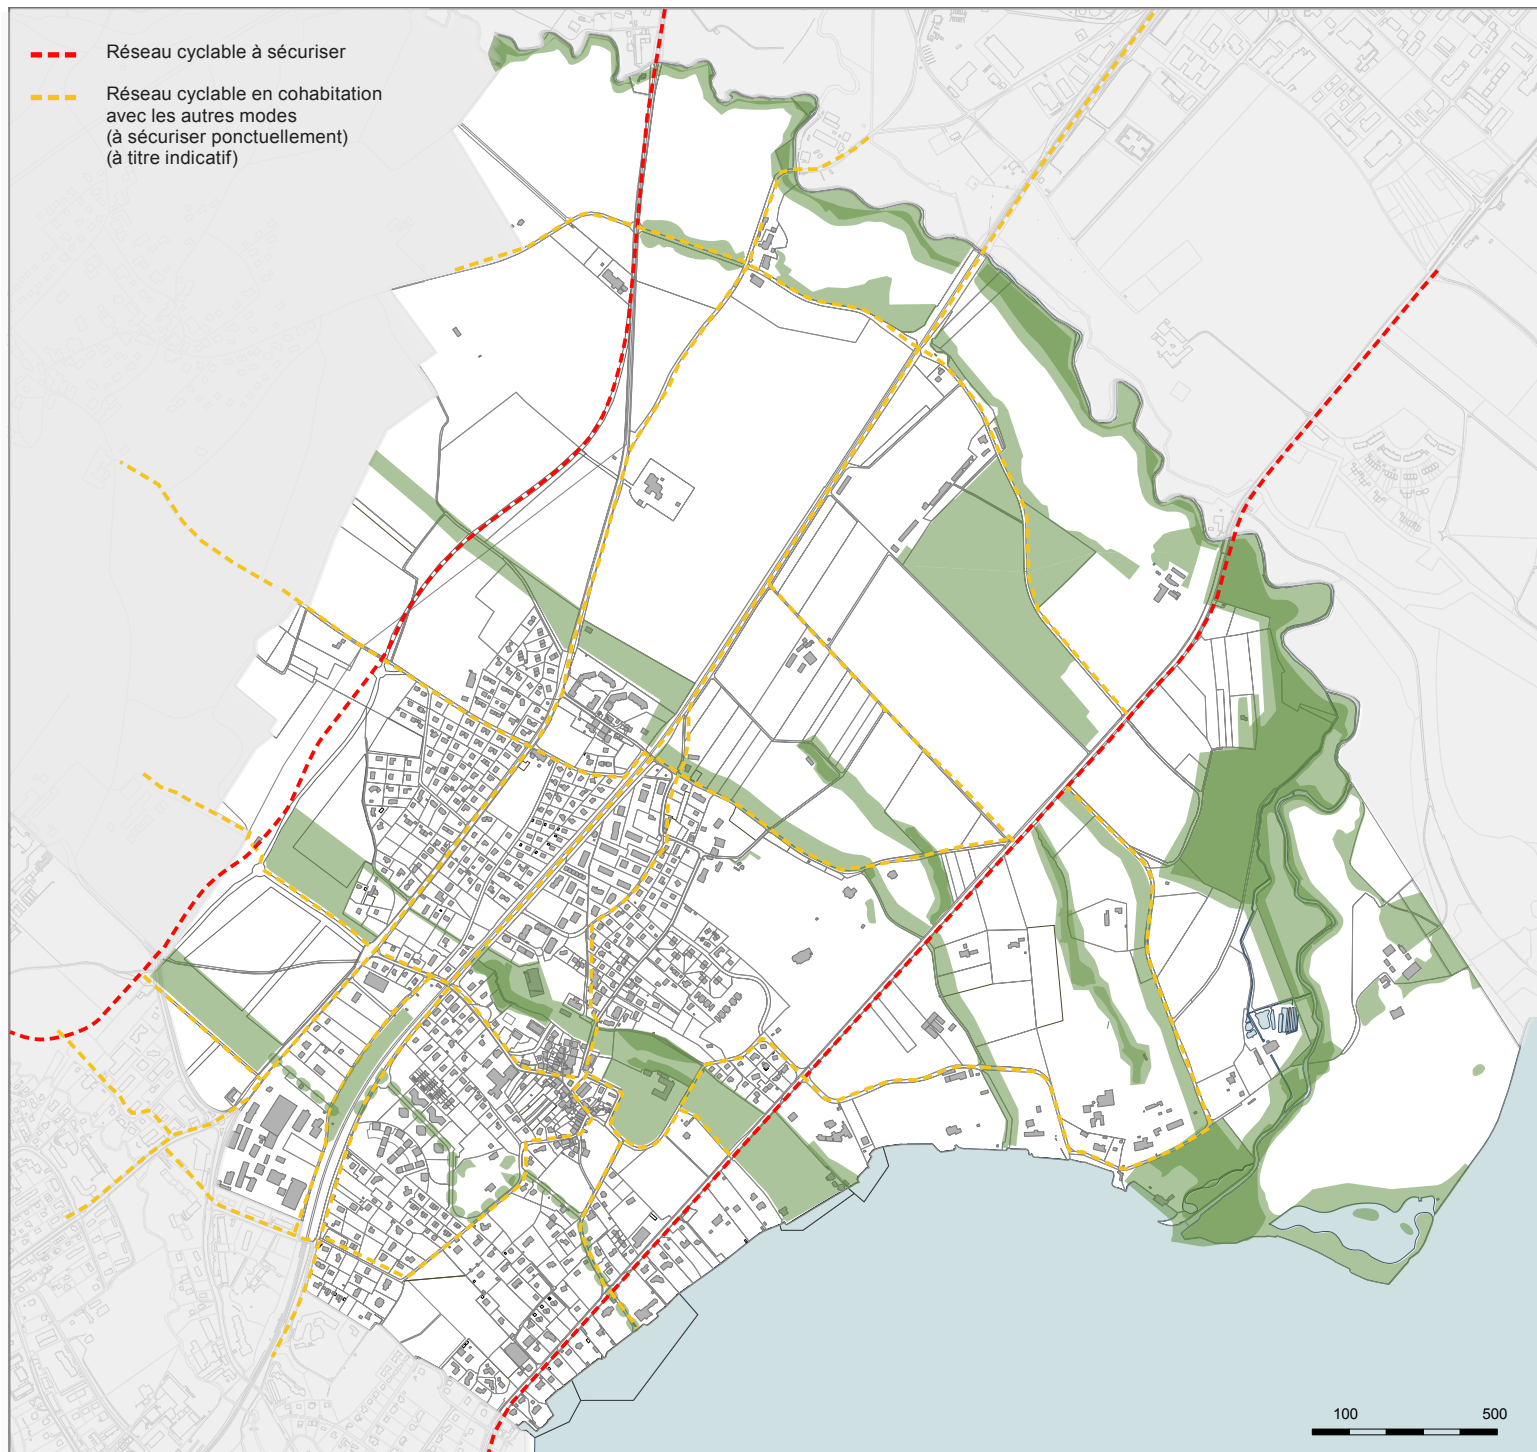 Réseau cyclable à sécuriser
Réseau cyclable en cohabitation
avec les autres modes
(à sécuriser ponctuellement)
(à titre indicatif)
100 500